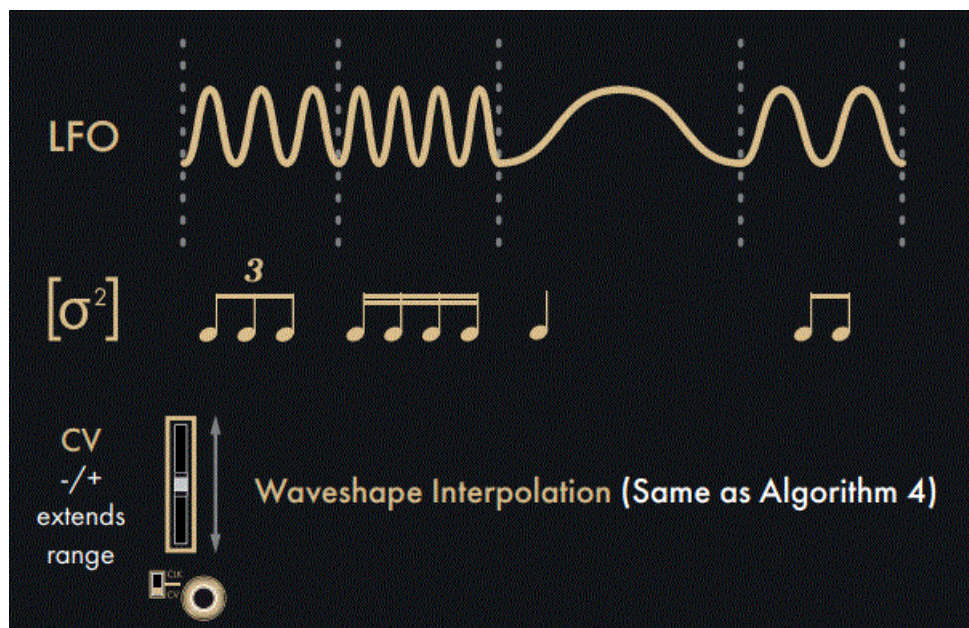 LFO
3
[σ²]
CV
-/+
extends
range
Waveshape Interpolation (Same as Algorithm 4)
CLK
CV